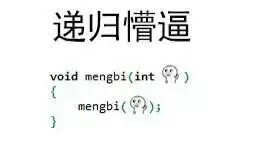 递归懵逼
void mengbi(int )
{
mengbi();
}